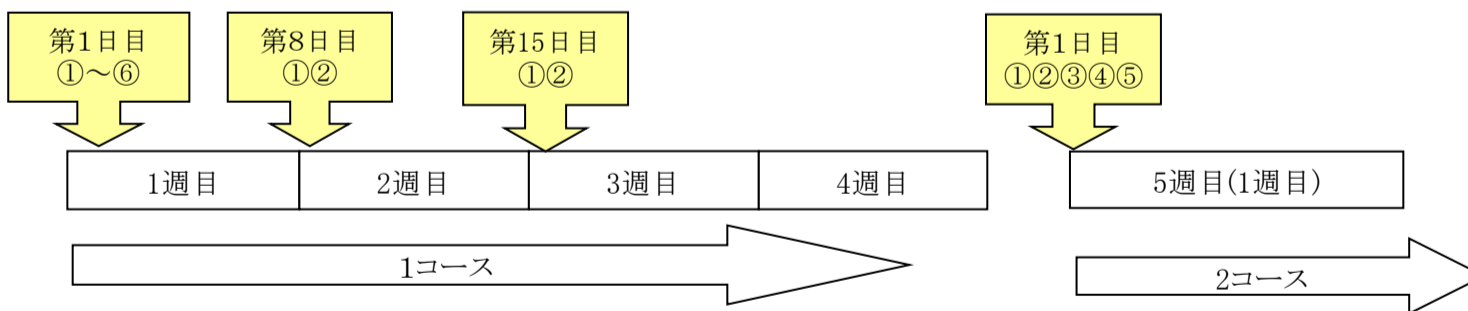 第1日目
①～⑥
第8日目
①②
第15日目
①②
第1日目
①②③④⑤
1週目
2週目
3週目
4週目
5週目(1週目)
1コース
2コース